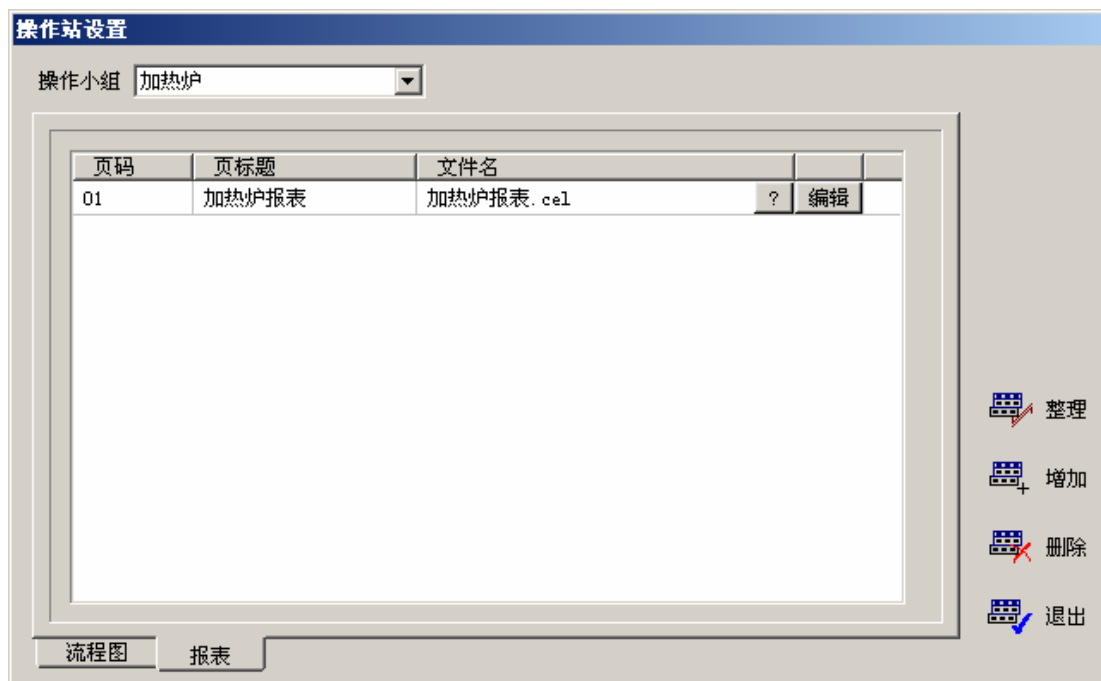 操作站设置
操作小组 加热炉
页码 页标题 文件名
01 加热炉报表 加热炉报表.cel ? 编辑
整理
增加
删除
退出
流程图 报表